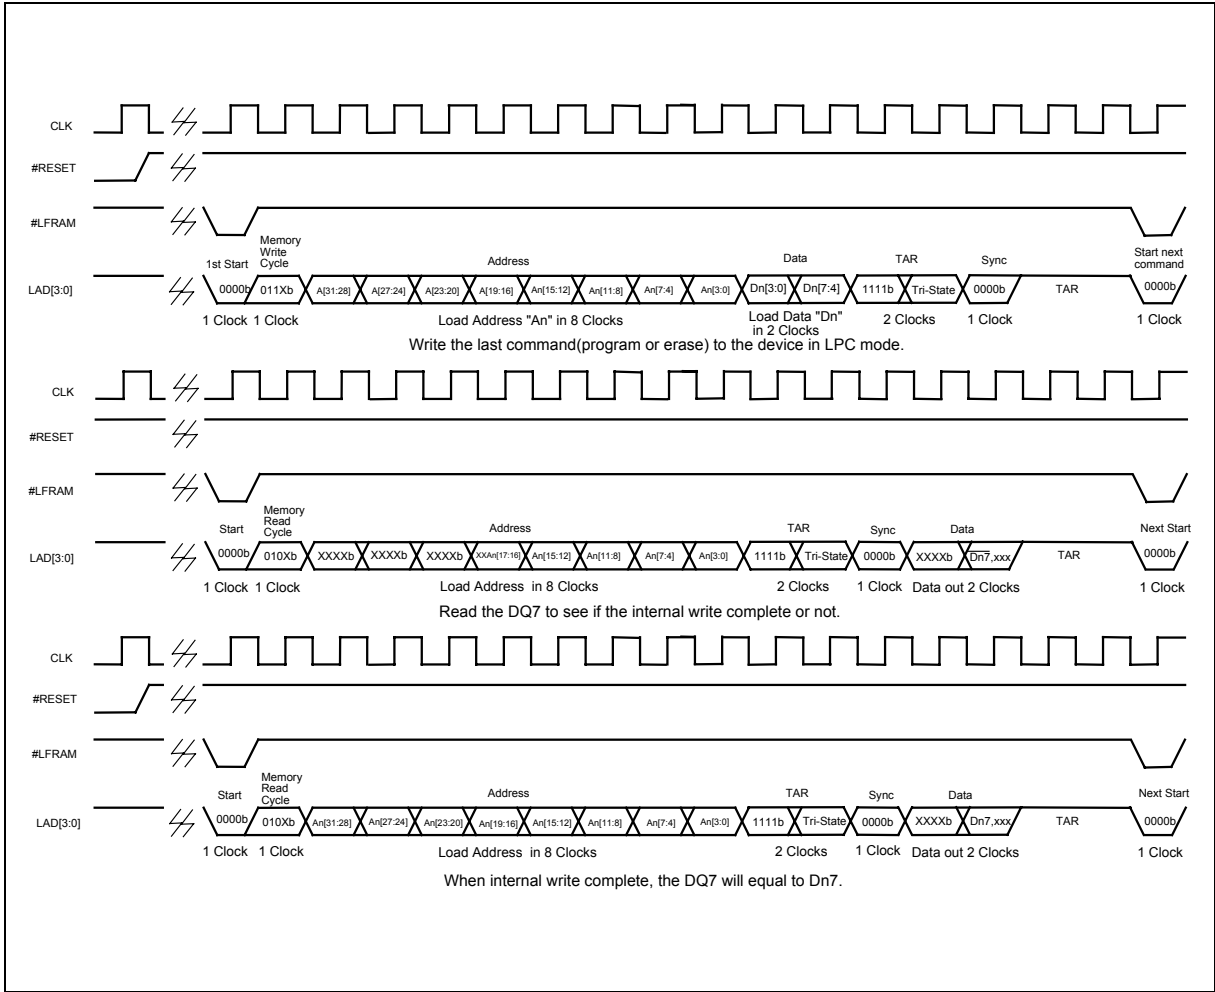 CLK
#RESET
#LFRAM
1st Start
Memory
Write
Cycle
Address
Data
TAR
Sync
Start next
command
LAD[3:0]
0000b 011Xb A[31:28] A[27:24] A[23:20] A[19:16] An[15:12] An[11:8] An[7:4] An[3:0] Dn[3:0] Dn[7:4] 1111b Tri-State 0000b TAR 0000b
1 Clock 1 Clock Load Address "An" in 8 Clocks Load Data "Dn"
in 2 Clocks
2 Clocks 1 Clock 1 Clock
Write the last command(program or erase) to the device in LPC mode.
CLK
#RESET
#LFRAM
Start
Memory
Read
Cycle
Address
TAR
Sync
Data
Next Start
LAD[3:0]
0000b 010Xb XXXXb XXXXb XXXXb XXAn[17:16] An[15:12] An[11:8] An[7:4] An[3:0] 1111b Tri-State 0000b XXXXb Dn7,xxx TAR 0000b
1 Clock 1 Clock Load Address in 8 Clocks 2 Clocks 1 Clock Data out 2 Clocks 1 Clock
Read the DQ7 to see if the internal write complete or not.
CLK
#RESET
#LFRAM
Start
Memory
Read
Cycle
Address
TAR
Sync
Data
Next Start
LAD[3:0]
0000b 010Xb An[31:28] An[27:24] An[23:20] An[19:16] An[15:12] An[11:8] An[7:4] An[3:0] 1111b Tri-State 0000b XXXXb Dn7,xxx TAR 0000b
1 Clock 1 Clock Load Address in 8 Clocks 2 Clocks 1 Clock Data out 2 Clocks 1 Clock
When internal write complete, the DQ7 will equal to Dn7.